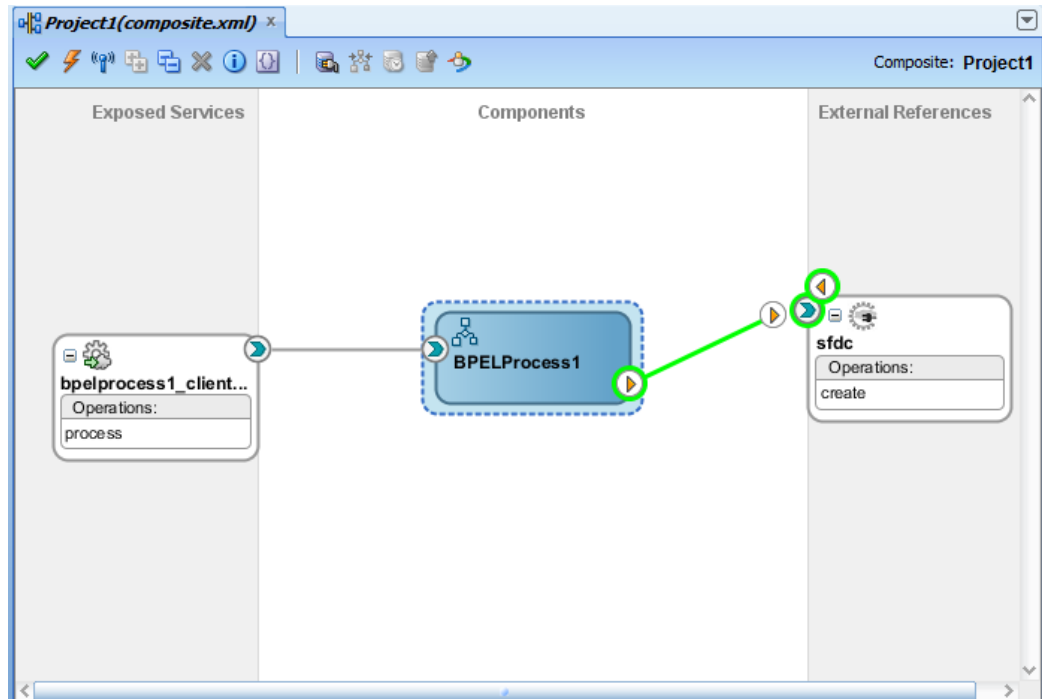 Project1(composite.xml)
Composite: Project1
Exposed Services
Components
External References
bpelprocess1_client...
Operations:
process
BPELProcess1
sfdc
Operations:
create